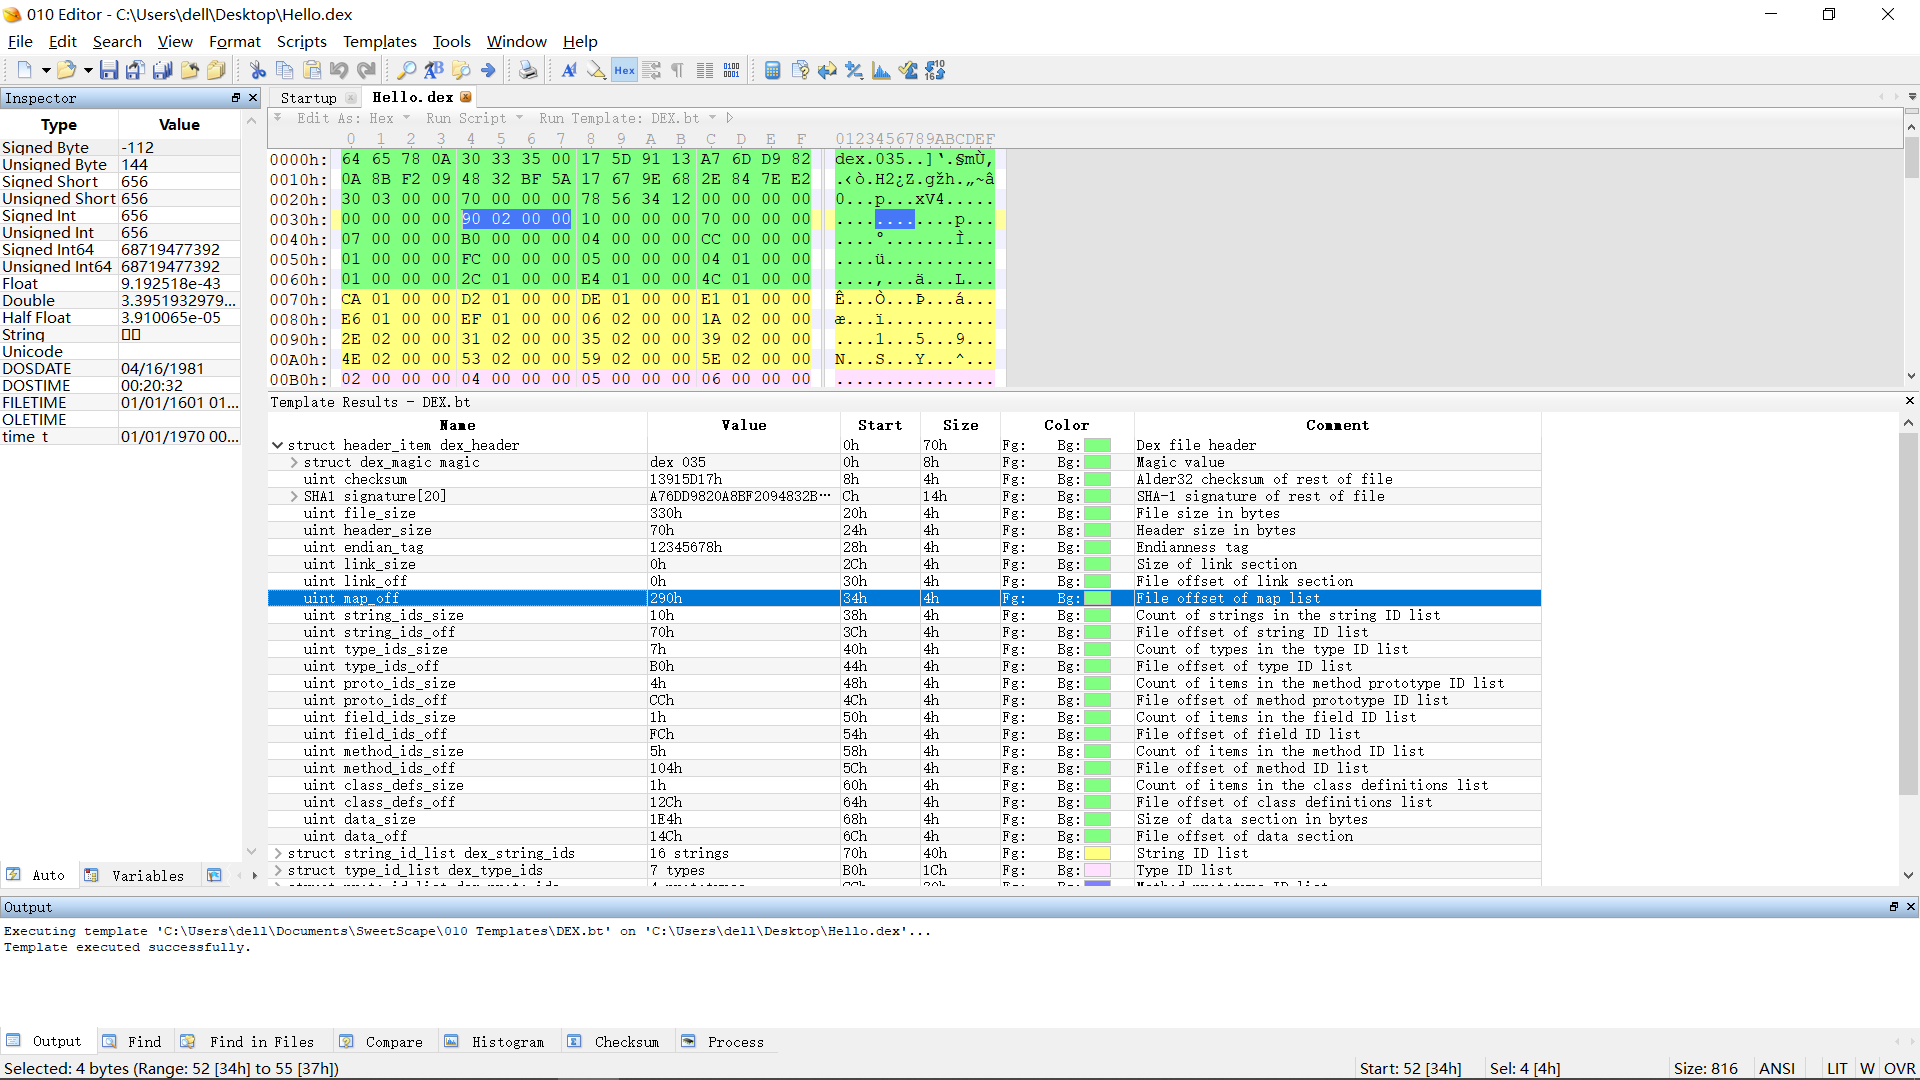 010 Editor - C:\Users\dell\Desktop\Hello.dex
File Edit Search View Format Scripts Templates Tools Window Help
Inspector
Type Value
Signed Byte -112
Unsigned Byte 144
Signed Short 656
Unsigned Short 656
Signed Int 656
Unsigned Int 656
Signed Int64 68719477392
Unsigned Int64 68719477392
Float 9.192518e-43
Double 3.3951932979...
Half Float 3.910065e-05
String
Unicode
DOSDATE 04/16/1981
DOSTIME 00:20:32
FILETIME 01/01/1601 01...
OLETIME
time_t 01/01/1970 00...
Auto Variables
Startup Hello.dex
Edit As: Hex Run Script Run Template: DEX.bt
0 1 2 3 4 5 6 7 8 9 A B C D E F 0123456789ABCDEF
0000h: 64 65 78 0A 30 33 35 00 17 5D 91 13 A7 6D D9 82 dex.035..]‘.§mÙ‚
0010h: 0A 8B F2 09 48 32 BF 5A 17 67 9E 68 2E 84 7E E2 .‹ò.H2¿Z.gžh.„~â
0020h: 30 03 00 00 70 00 00 00 78 56 34 12 00 00 00 00 0...p...xV4.....
0030h: 00 00 00 00 90 02 00 00 10 00 00 00 70 00 00 00 ............p...
0040h: 07 00 00 00 B0 00 00 00 04 00 00 00 CC 00 00 00 ....°.......Ì...
0050h: 01 00 00 00 FC 00 00 00 05 00 00 00 04 01 00 00 ....ü...........
0060h: 01 00 00 00 2C 01 00 00 E4 01 00 00 4C 01 00 00 ....,...ä...L...
0070h: CA 01 00 00 D2 01 00 00 DE 01 00 00 E1 01 00 00 Ê...Ò...Þ...á...
0080h: E6 01 00 00 EF 01 00 00 06 02 00 00 1A 02 00 00 æ...ï...........
0090h: 2E 02 00 00 31 02 00 00 35 02 00 00 39 02 00 00 ....1...5...9...
00A0h: 4E 02 00 00 53 02 00 00 59 02 00 00 5E 02 00 00 N...S...Y...^...
00B0h: 02 00 00 00 04 00 00 00 05 00 00 00 06 00 00 00 ................
Template Results - DEX.bt
Name Value Start Size Color Comment
struct header_item dex_header 0h 70h Fg: Bg: Dex file header
struct dex_magic magic dex 035 0h 8h Fg: Bg: Magic value
uint checksum 13915D17h 8h 4h Fg: Bg: Alder32 checksum of rest of file
SHA1 signature[20] A76DD9820A8BF2094832B··· Ch 14h Fg: Bg: SHA-1 signature of rest of file
uint file_size 330h 20h 4h Fg: Bg: File size in bytes
uint header_size 70h 24h 4h Fg: Bg: Header size in bytes
uint endian_tag 12345678h 28h 4h Fg: Bg: Endianness tag
uint link_size 0h 2Ch 4h Fg: Bg: Size of link section
uint link_off 0h 30h 4h Fg: Bg: File offset of link section
uint map_off 290h 34h 4h Fg: Bg: File offset of map list
uint string_ids_size 10h 38h 4h Fg: Bg: Count of strings in the string ID list
uint string_ids_off 70h 3Ch 4h Fg: Bg: File offset of string ID list
uint type_ids_size 7h 40h 4h Fg: Bg: Count of types in the type ID list
uint type_ids_off B0h 44h 4h Fg: Bg: File offset of type ID list
uint proto_ids_size 4h 48h 4h Fg: Bg: Count of items in the method prototype ID list
uint proto_ids_off CCh 4Ch 4h Fg: Bg: File offset of method prototype ID list
uint field_ids_size 1h 50h 4h Fg: Bg: Count of items in the field ID list
uint field_ids_off FCh 54h 4h Fg: Bg: File offset of field ID list
uint method_ids_size 5h 58h 4h Fg: Bg: Count of items in the method ID list
uint method_ids_off 104h 5Ch 4h Fg: Bg: File offset of method ID list
uint class_defs_size 1h 60h 4h Fg: Bg: Count of items in the class definitions list
uint class_defs_off 12Ch 64h 4h Fg: Bg: File offset of class definitions list
uint data_size 1E4h 68h 4h Fg: Bg: Size of data section in bytes
uint data_off 14Ch 6Ch 4h Fg: Bg: File offset of data section
struct string_id_list dex_string_ids 16 strings 70h 40h Fg: Bg: String ID list
struct type_id_list dex_type_ids 7 types B0h 1Ch Fg: Bg: Type ID list
Output
Executing template 'C:\Users\dell\Documents\SweetScape\010 Templates\DEX.bt' on 'C:\Users\dell\Desktop\Hello.dex'...
Template executed successfully.
Output Find Find in Files Compare Histogram Checksum Process
Selected: 4 bytes (Range: 52 [34h] to 55 [37h]) Start: 52 [34h] Sel: 4 [4h] Size: 816 ANSI LIT W OVR